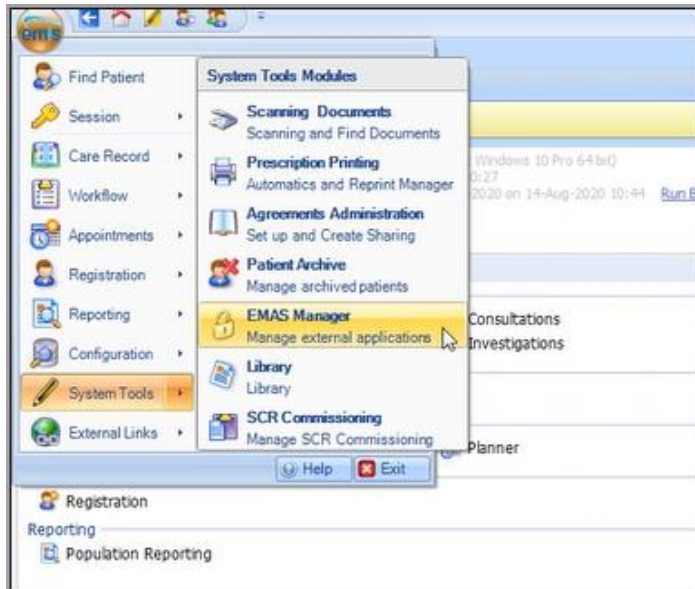 emis
Find Patient
Session
Care Record
Workflow
Appointments
Registration
Reporting
Configuration
System Tools
External Links
System Tools Modules
Scanning Documents
Scanning and Find Documents
Prescription Printing
Automatics and Reprint Manager
Agreements Administration
Set up and Create Sharing
Patient Archive
Manage archived patients
EMAS Manager
Manage external applications
Library
Library
SCR Commissioning
Manage SCR Commissioning
Help
Exit
Windows 10 Pro 64 bit)
0:27
2020 on 14-Aug-2020 10:44 Run
Consultations
Investigations
Planner
Registration
Reporting
Population Reporting